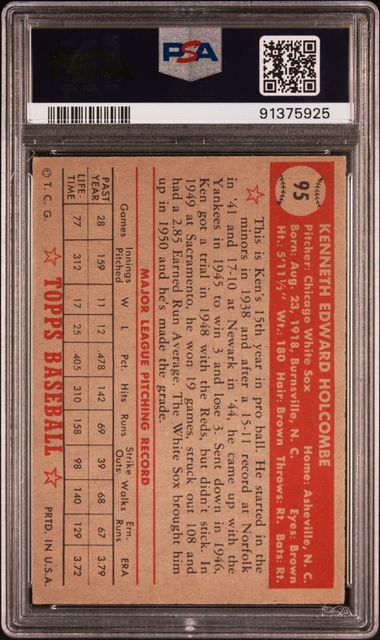 PSA
91375925
95
KENNETH EDWARD HOLCOMBE
Pitcher: Chicago White Sox Home: Asheville, N. C.
Born: Aug. 23, 1918, Burnsville, N. C. Eyes: Brown
Ht.: 5'11½" Wt.: 180 Hair: Brown Throws: Rt. Bats: Rt.
This is Ken's 15th year in pro ball. He started in the
minors in 1938 and after a 15-11 record at Norfolk
in '41 and 17-10 at Newark in '44, he came up with the
Yankees in 1945 to win 3 and lose 3. Sent down in 1946,
Ken got a trial in 1948 with the Reds, but didn't stick. In
1949 at Sacramento he won 19 games, struck out 108 and
had a 2.85 Earned Run Average. The White Sox brought him
up in 1950 and he's made the grade.
MAJOR LEAGUE PITCHING RECORD
Games Innings Pitched W L Pct. Hits Runs Strike Outs Walks Ern. Runs ERA
PAST YEAR 28 159 11 12 .478 142 69 39 68 67 3.79
LIFE-TIME 77 312 17 25 .405 310 158 98 140 129 3.72
© T. C. G. TOPPS BASEBALL PRTD. IN U.S.A.
PSA